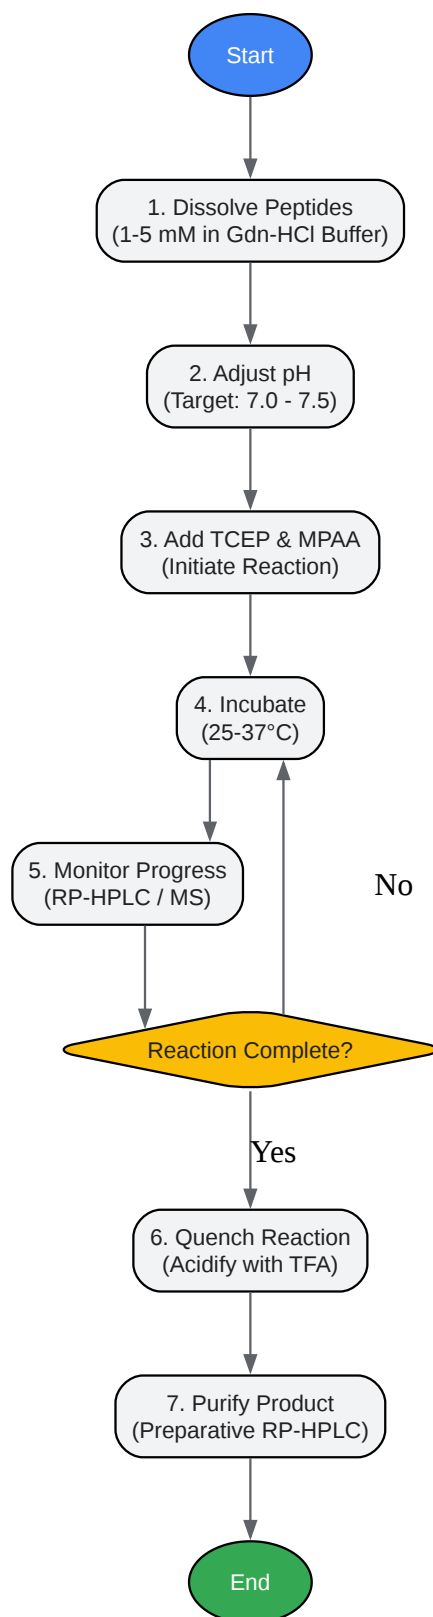 Start
1. Dissolve Peptides
(1-5 mM in Gdn-HCl Buffer)
2. Adjust pH
(Target: 7.0 - 7.5)
3. Add TCEP & MPAA
(Initiate Reaction)
4. Incubate
(25-37°C)
5. Monitor Progress
(RP-HPLC / MS)
No
Reaction Complete?
Yes
6. Quench Reaction
(Acidify with TFA)
7. Purify Product
(Preparative RP-HPLC)
End